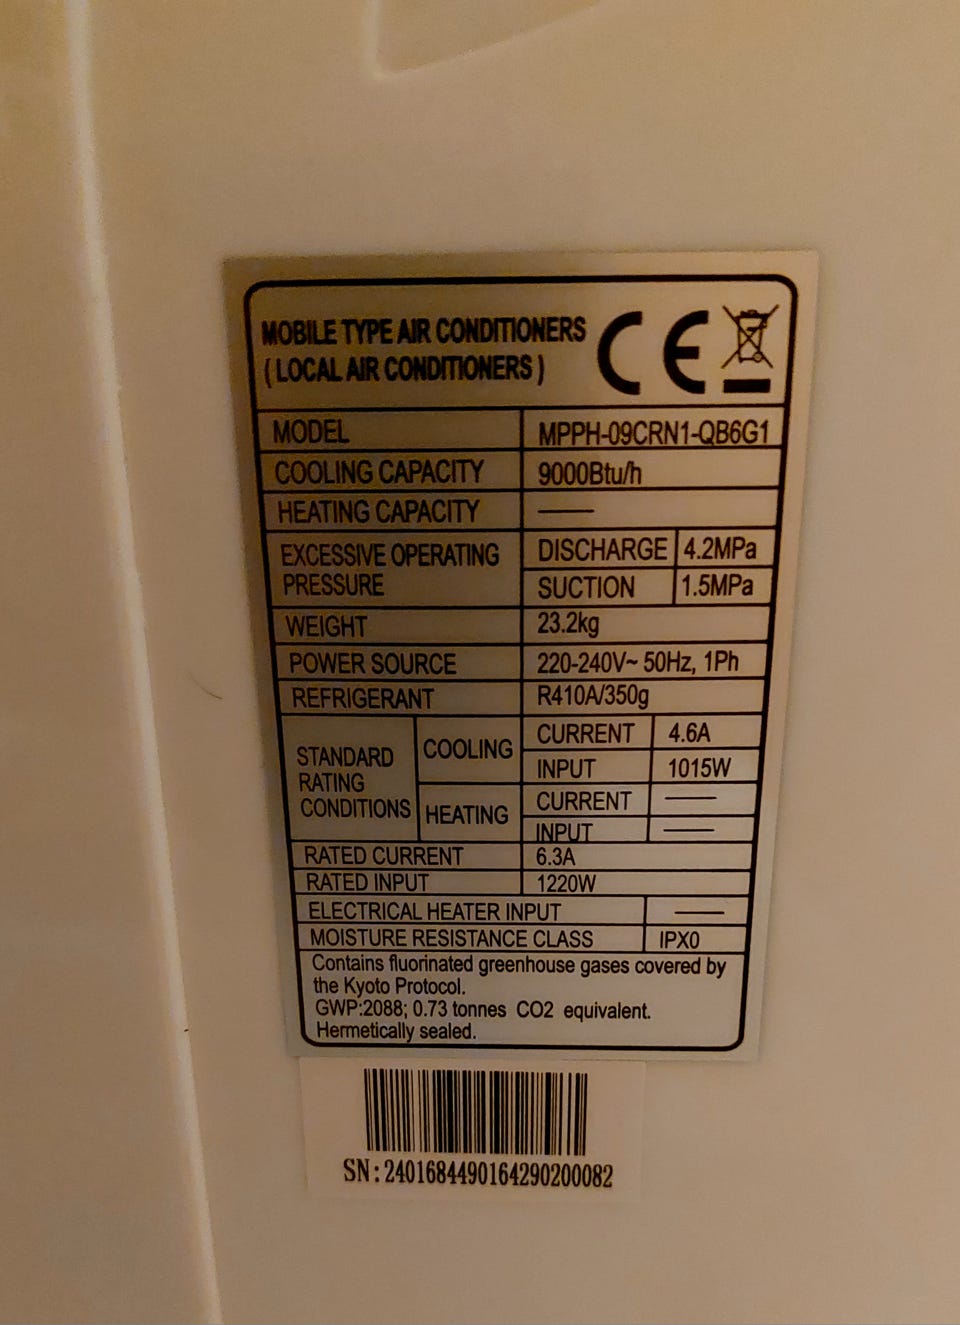 MOBILE TYPE AIR CONDITIONERS
( LOCAL AIR CONDITIONERS )
CE
MODEL MPPH-09CRN1-QB6G1
COOLING CAPACITY 9000Btu/h
HEATING CAPACITY ——
EXCESSIVE OPERATING PRESSURE DISCHARGE 4.2MPa
SUCTION 1.5MPa
WEIGHT 23.2kg
POWER SOURCE 220-240V~ 50Hz, 1Ph
REFRIGERANT R410A/350g
STANDARD RATING CONDITIONS COOLING CURRENT 4.6A
INPUT 1015W
HEATING CURRENT ——
INPUT ——
RATED CURRENT 6.3A
RATED INPUT 1220W
ELECTRICAL HEATER INPUT ——
MOISTURE RESISTANCE CLASS IPX0
Contains fluorinated greenhouse gases covered by
the Kyoto Protocol.
GWP:2088; 0.73 tonnes CO2 equivalent.
Hermetically sealed.
SN:2401684490164290200082